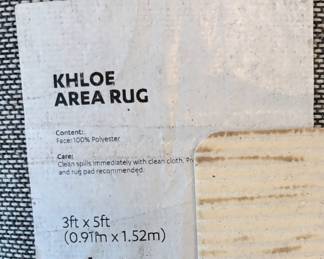 KHLOE
AREA RUG
Content:
Face: 100% Polyester
Care:
Clean spills immediately with clean cloth.
and rug pad recommended.
3ft x 5ft
(0.91m x 1.52m)